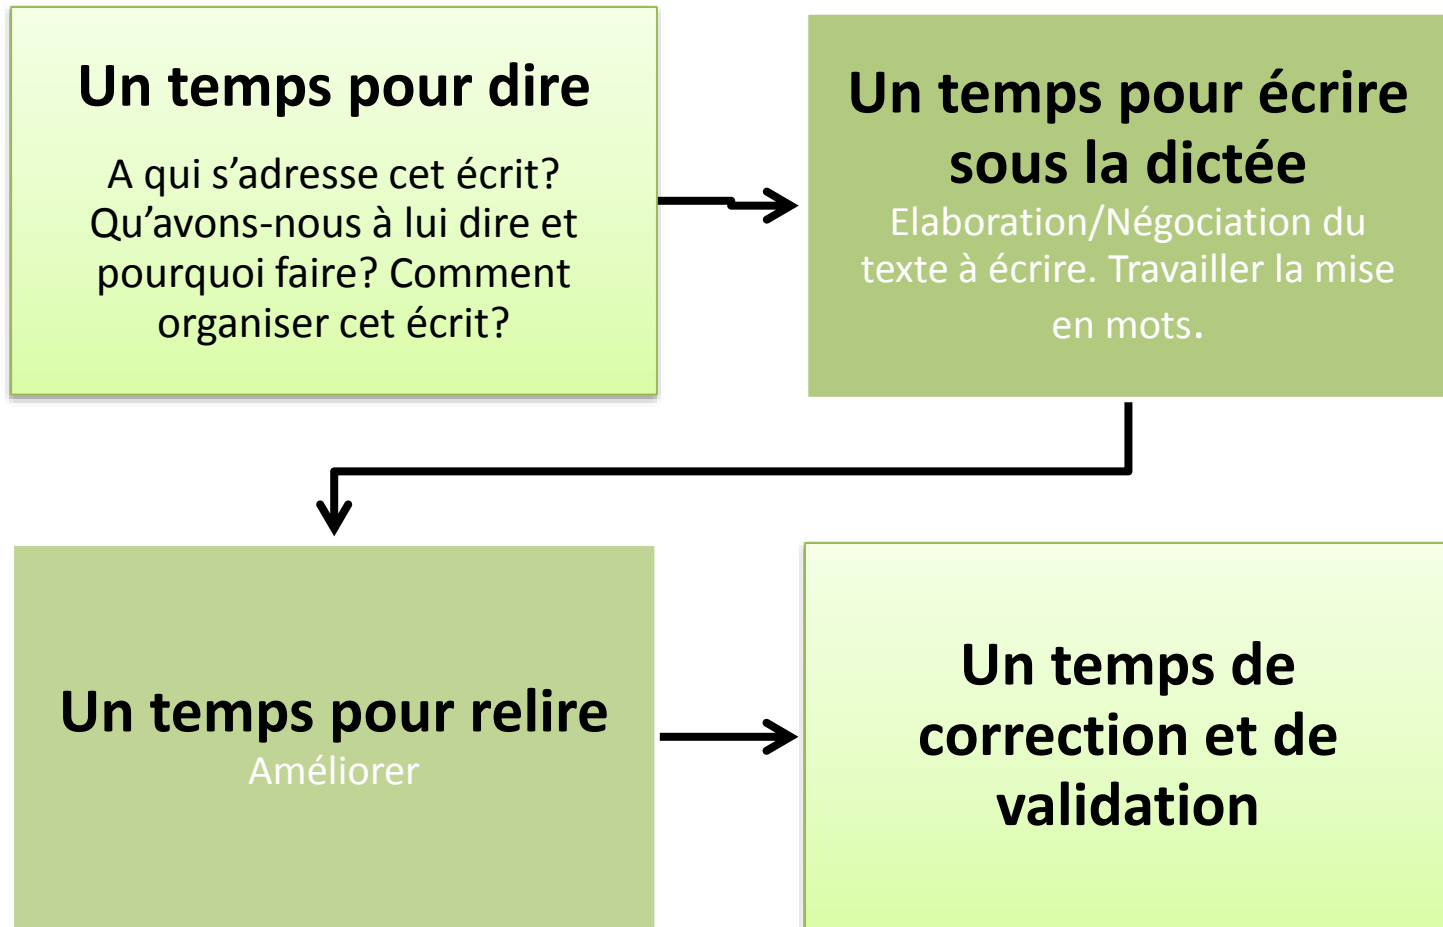 Un temps pour dire
A qui s’adresse cet écrit?
Qu’avons-nous à lui dire et
pourquoi faire? Comment
organiser cet écrit?
Un temps pour écrire
sous la dictée
Elaboration/Négociation du
texte à écrire. Travailler la mise
en mots.
Un temps pour relire
Améliorer
Un temps de
correction et de
validation